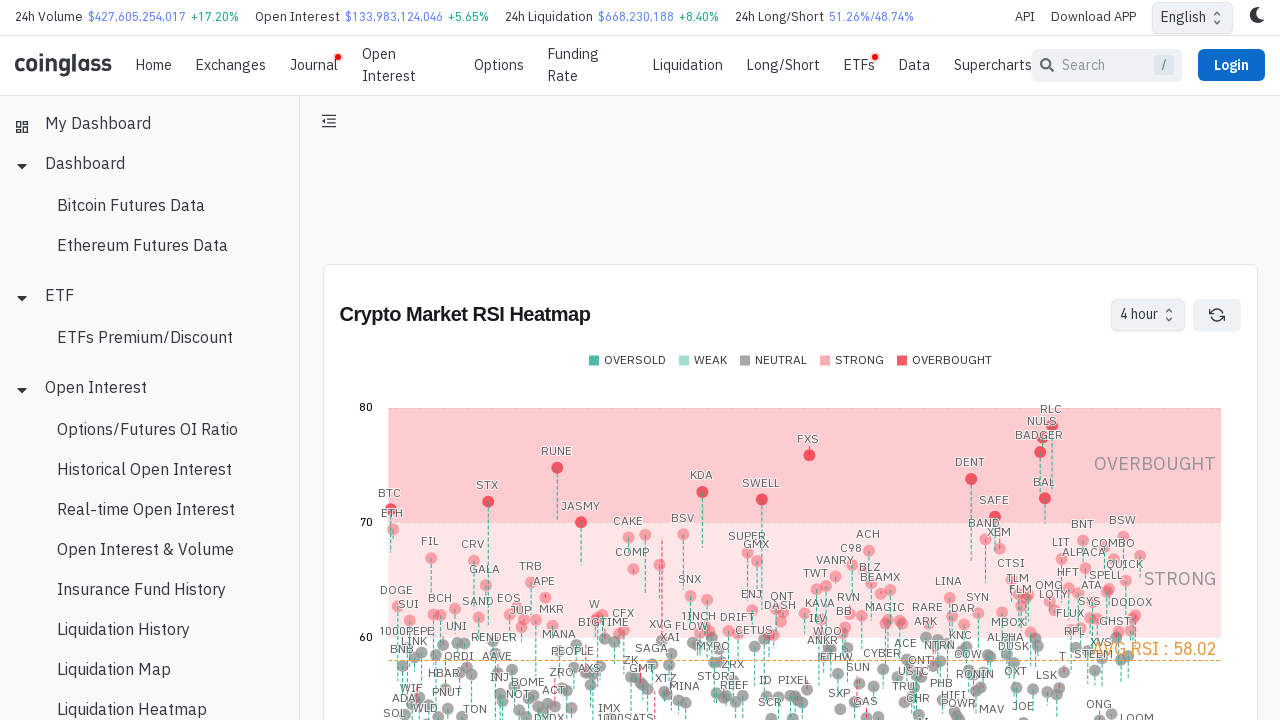 24h Volume $427,605,254,017 +17.20% Open Interest $133,983,124,046 +5.65% 24h Liquidation $668,230,188 +8.40% 24h Long/Short 51.26%/48.74% API Download APP English
coinglass Home Exchanges Journal Open Interest Options Funding Rate Liquidation Long/Short ETFs Data Supercharts Search / Login
My Dashboard
Dashboard
Bitcoin Futures Data
Ethereum Futures Data
ETF
ETFs Premium/Discount
Open Interest
Options/Futures OI Ratio
Historical Open Interest
Real-time Open Interest
Open Interest & Volume
Insurance Fund History
Liquidation History
Liquidation Map
Liquidation Heatmap
Crypto Market RSI Heatmap 4 hour
OVERSOLD WEAK NEUTRAL STRONG OVERBOUGHT
80
RLC
NULS
BADGER
FXS
RUNE
DENT
OVERBOUGHT
KDA
SWELL
BAL
STX
BTC
SAFE
JASMY
ETH
70
CAKE
BSV
BAND
BNT
BSW
XEM
ACH
SUPER
FIL
CRV
GMX
LIT
COMBO
C98
COMP
ALPACA
VANRY
CTSI
QUICK
TRB
BLZ
GALA
TWT
HFT
SPELL
STRONG
SNX
APE
BEAMX
LINA
TLM
OMG
ATA
DOGE
ENJ
QNT
FLM
LQTY
BCH
SAND
EOS
RVN
SYN
SYS
DODOX
SUI
JUP
MKR
W
DASH
KAVA
BB
MAGIC
RARE
DAR
CFX
1INCH
DRIFT
ILV
FLUX
UNI
BIGTIME
XVG
FLOW
ARK
MBOX
GHST
1000PEPE
MANA
CETUS
WOO
RPL
60
LINK
RENDER
XAI
ANKR
ACE
KNC
ALPHA
BNB
SAGA
MYRO
NTRN
DUSK
AVG RSI : 58.02
ORDI
AAVE
PEOPLE
ETHW
CYBER
COW
T
STEEM
HBAR
ZRO
AXS
ZK
GMT
ZRX
SUN
RONIN
OXT
LSK
INJ
XTZ
STORJ
ID
PIXEL
USTC
WIF
PNUT
BOME
ACT
MINA
REEF
SXP
TRU
PHB
HIFI
ADA
NOT
SCR
GAS
CHR
POWR
JOE
ONG
SOL
WLD
TON
IMX
MAV
LOOM